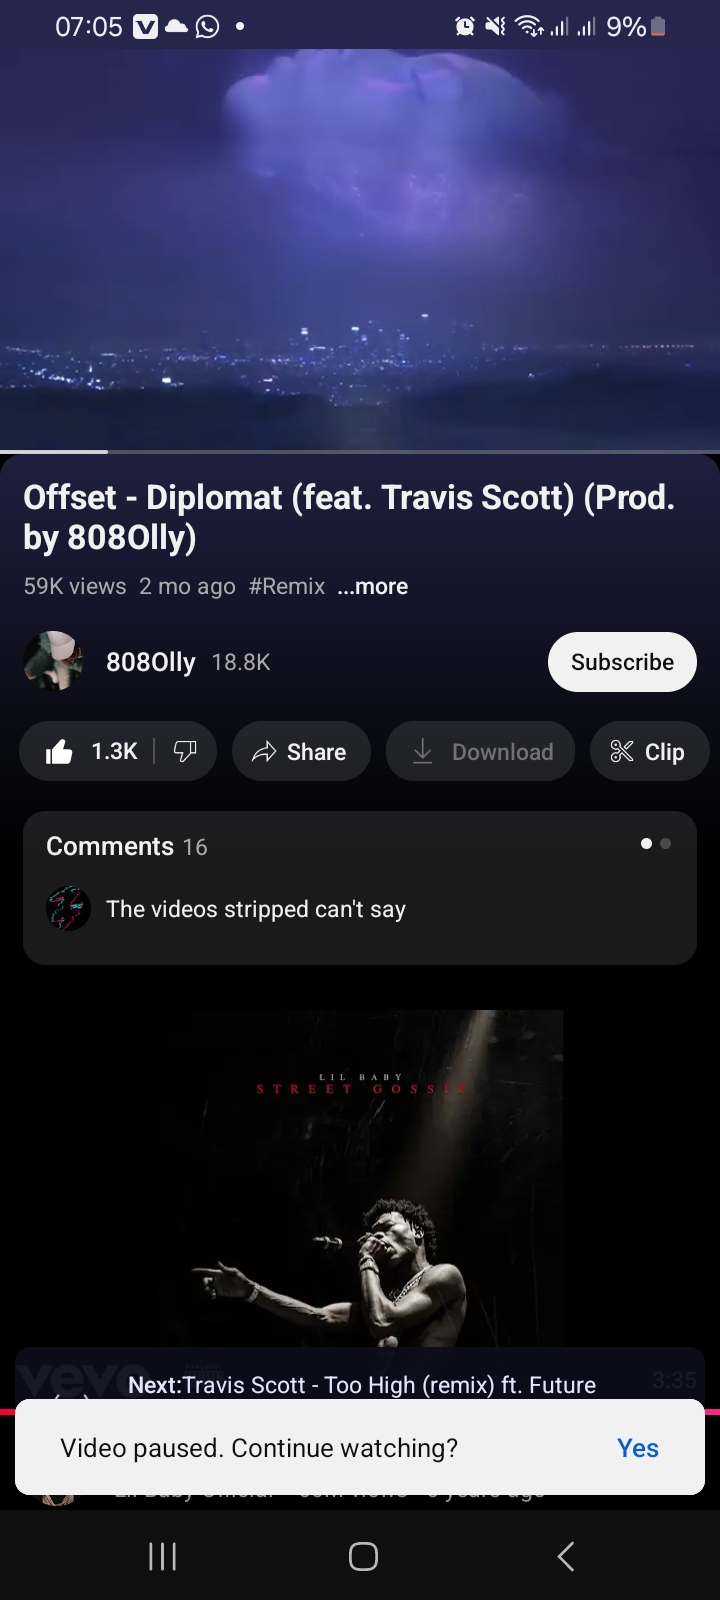 07:05
9%
Offset - Diplomat (feat. Travis Scott) (Prod.
by 808Olly)
59K views 2 mo ago #Remix ...more
808Olly 18.8K
Subscribe
1.3K
Share
Download
Clip
Comments 16
The videos stripped can't say
LIL BABY
STREET GOSSIP
vevo
3:35
Next:Travis Scott - Too High (remix) ft. Future
Video paused. Continue watching?
Yes